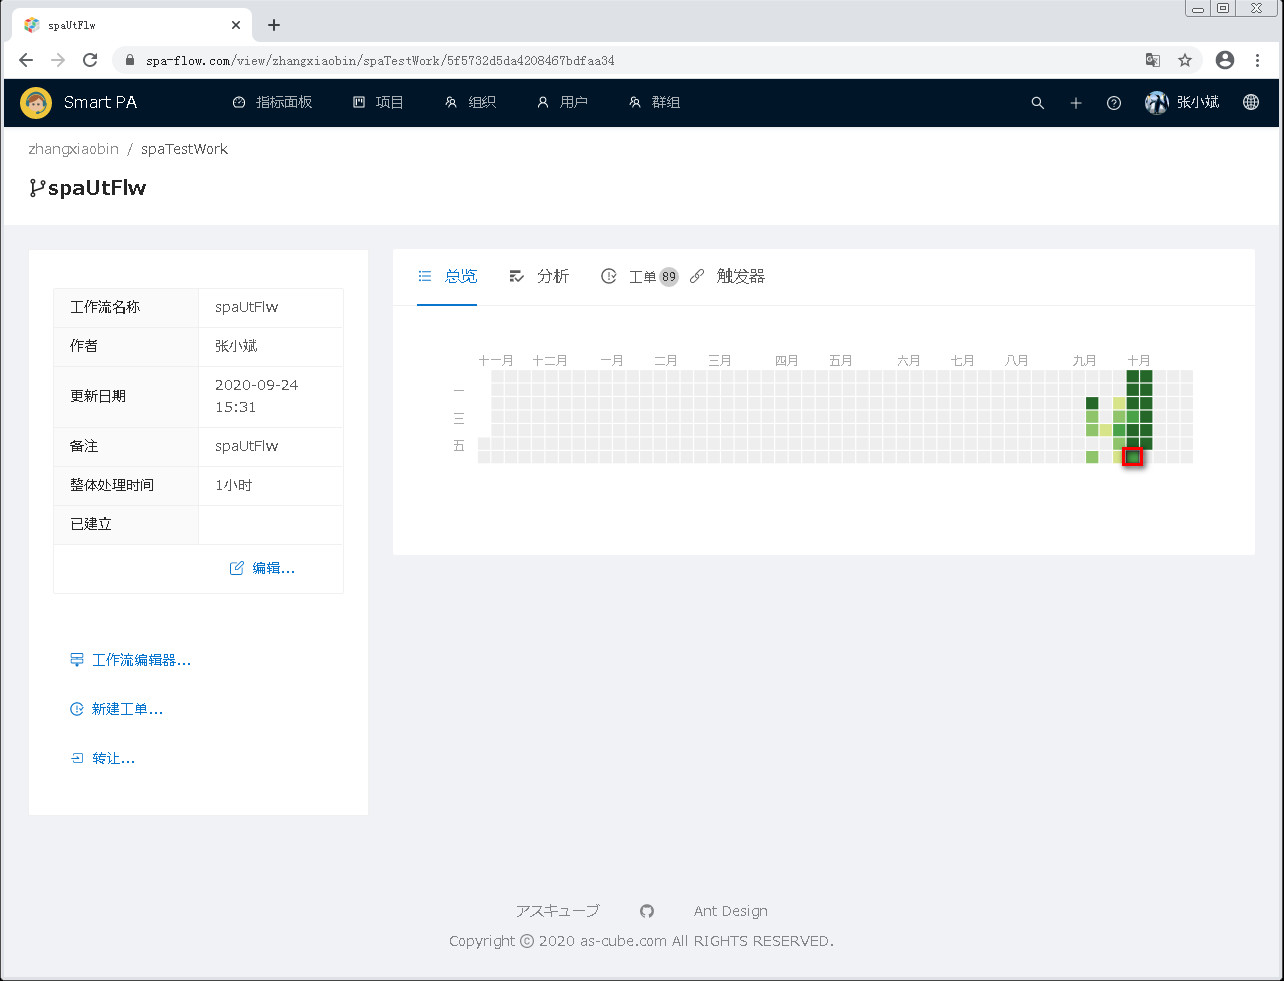 spaUtFlw
spa-flow.com/view/zhangxiaobin/spaTestWork/5f5732d5da4208467bdfaa34
Smart PA 指标面板 项目 组织 用户 群组 张小斌
zhangxiaobin / spaTestWork
spaUtFlw
工作流名称 spaUtFlw
作者 张小斌
更新日期 2020-09-24 15:31
备注 spaUtFlw
整体处理时间 1小时
已建立
编辑...
工作流编辑器...
新建工单...
转让...
总览 分析 工单 89 触发器
十一月 十二月 一月 二月 三月 四月 五月 六月 七月 八月 九月 十月
一
三
五
アスキューブ Ant Design
Copyright © 2020 as-cube.com All RIGHTS RESERVED.